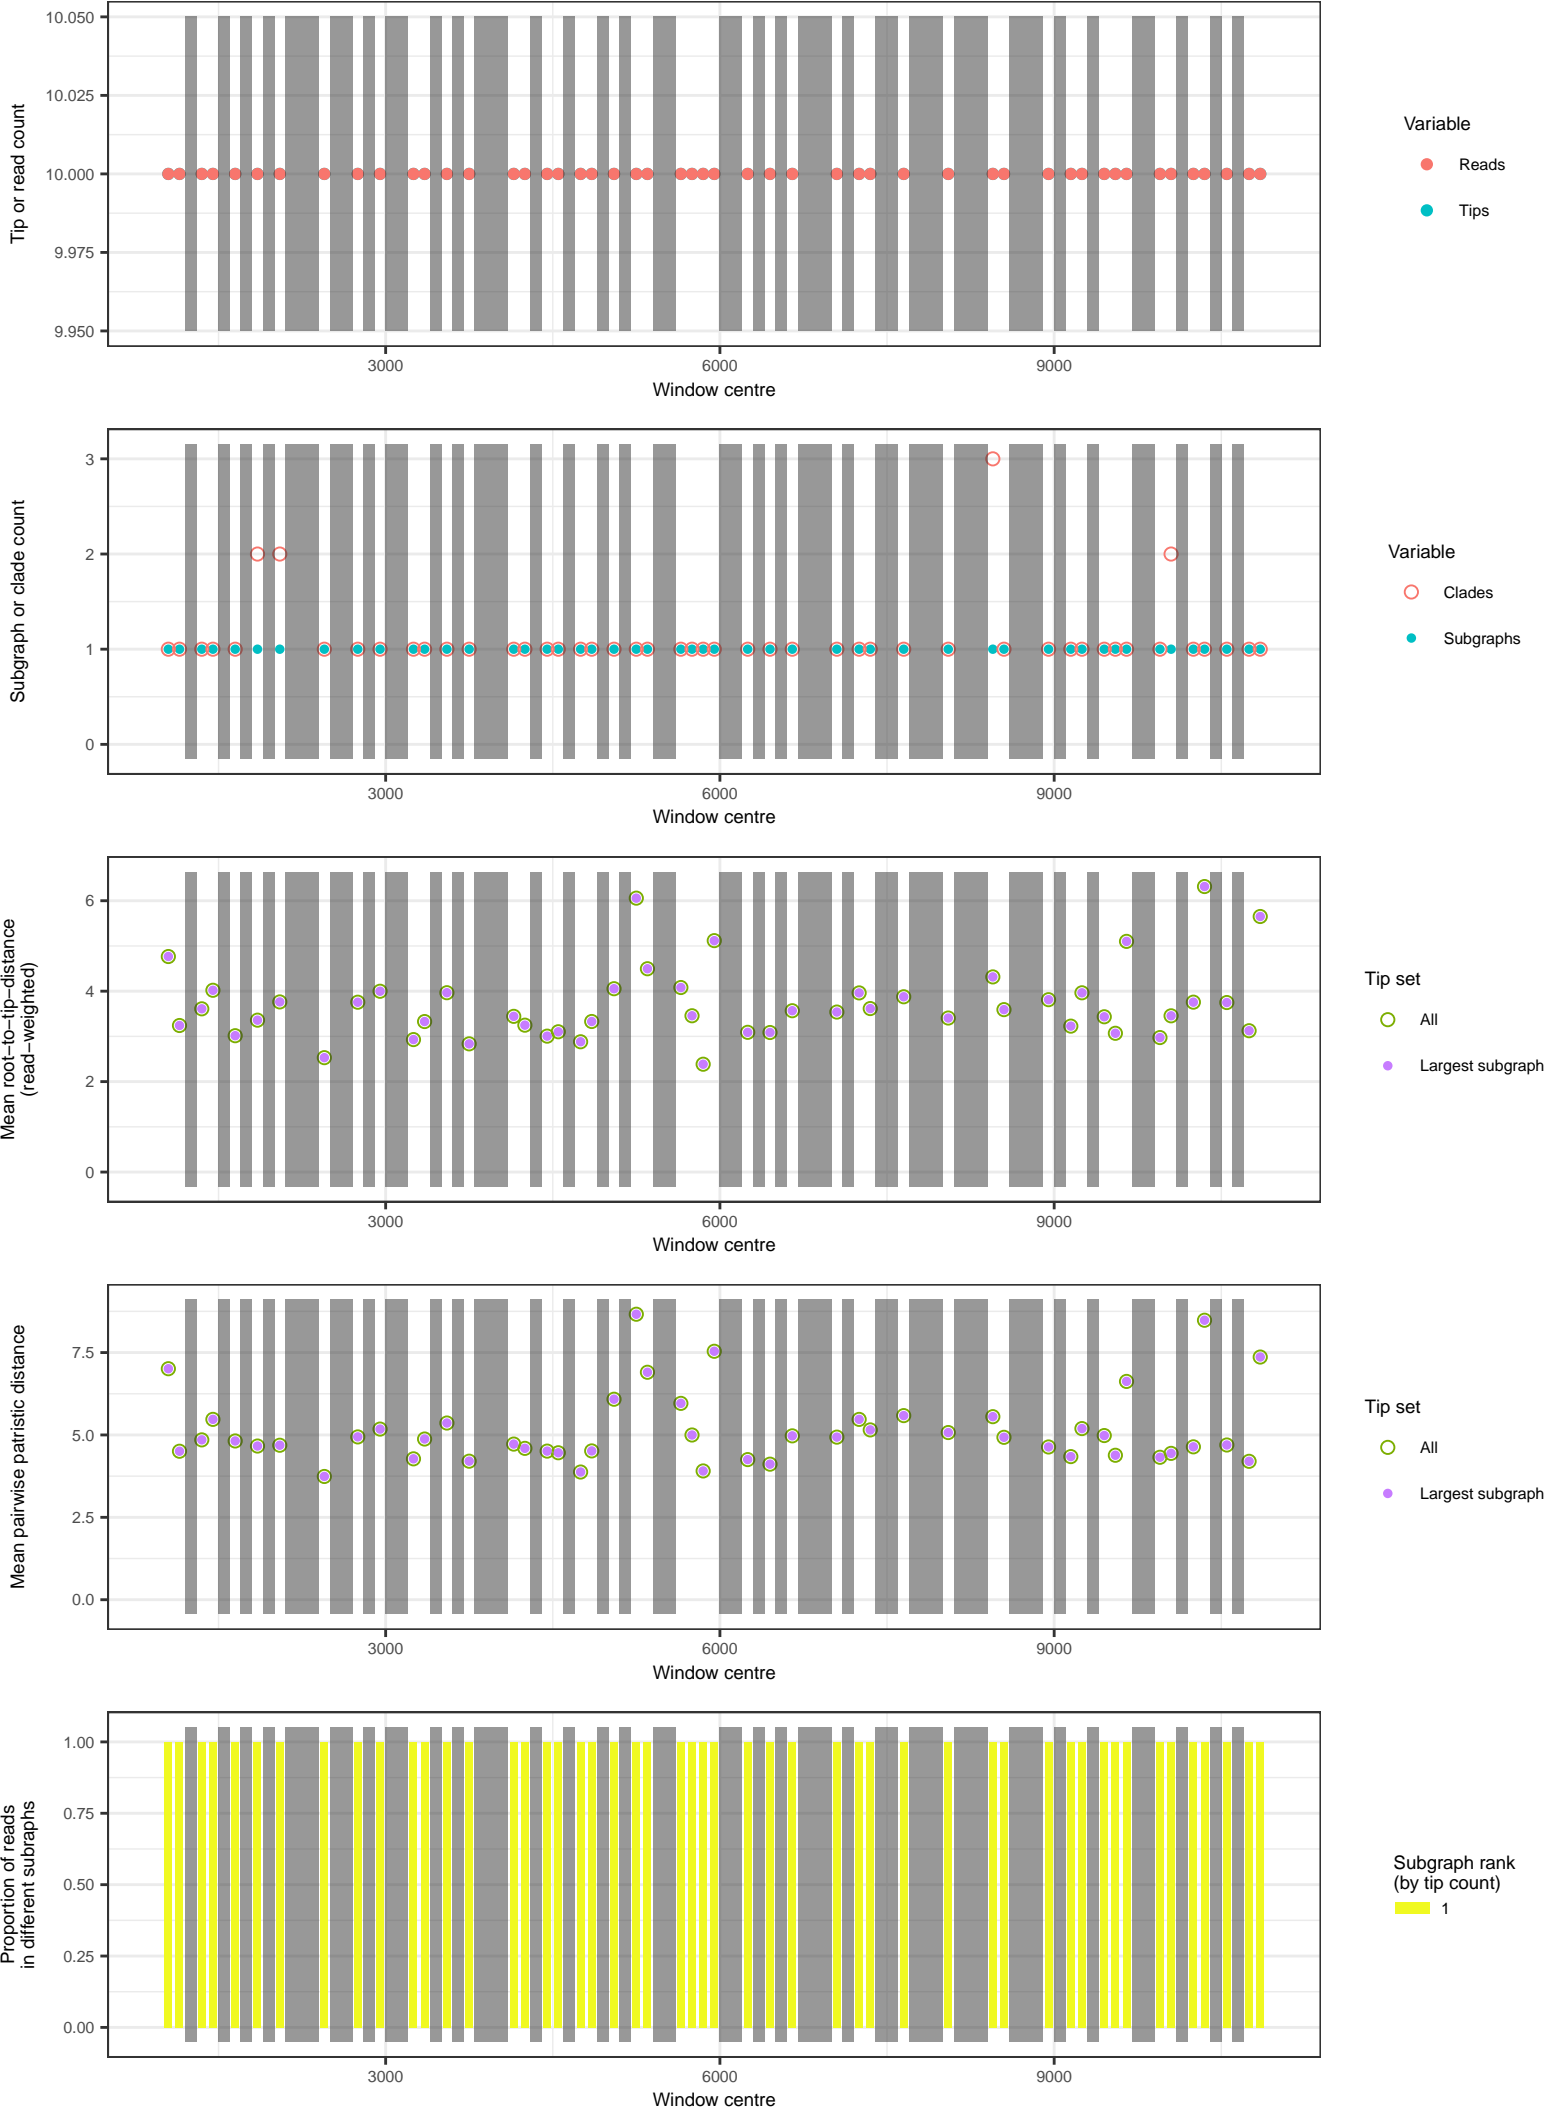 10.050
10.025
10.000
9.975
9.950
Tip or read count
3000 6000 9000
Window centre
Variable
Reads
Tips
3
2
1
0
Subgraph or clade count
3000 6000 9000
Window centre
Variable
Clades
Subgraphs
6
4
2
0
Mean root−to−tip−distance
(read−weighted)
3000 6000 9000
Window centre
Tip set
All
Largest subgraph
7.5
5.0
2.5
0.0
Mean pairwise patristic distance
3000 6000 9000
Window centre
Tip set
All
Largest subgraph
1.00
0.75
0.50
0.25
0.00
Proportion of reads
in different subraphs
3000 6000 9000
Window centre
Subgraph rank
(by tip count)
1